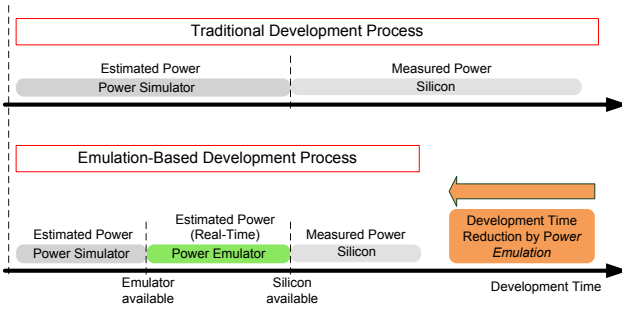 Traditional Development Process
Estimated Power
Measured Power
Power Simulator
Silicon
Emulation-Based Development Process
Estimated Power
Estimated Power
(Real-Time)
Measured Power
Power Simulator
Power Emulator
Silicon
Development Time
Reduction by Power
Emulation
Emulator
available
Silicon
available
Development Time